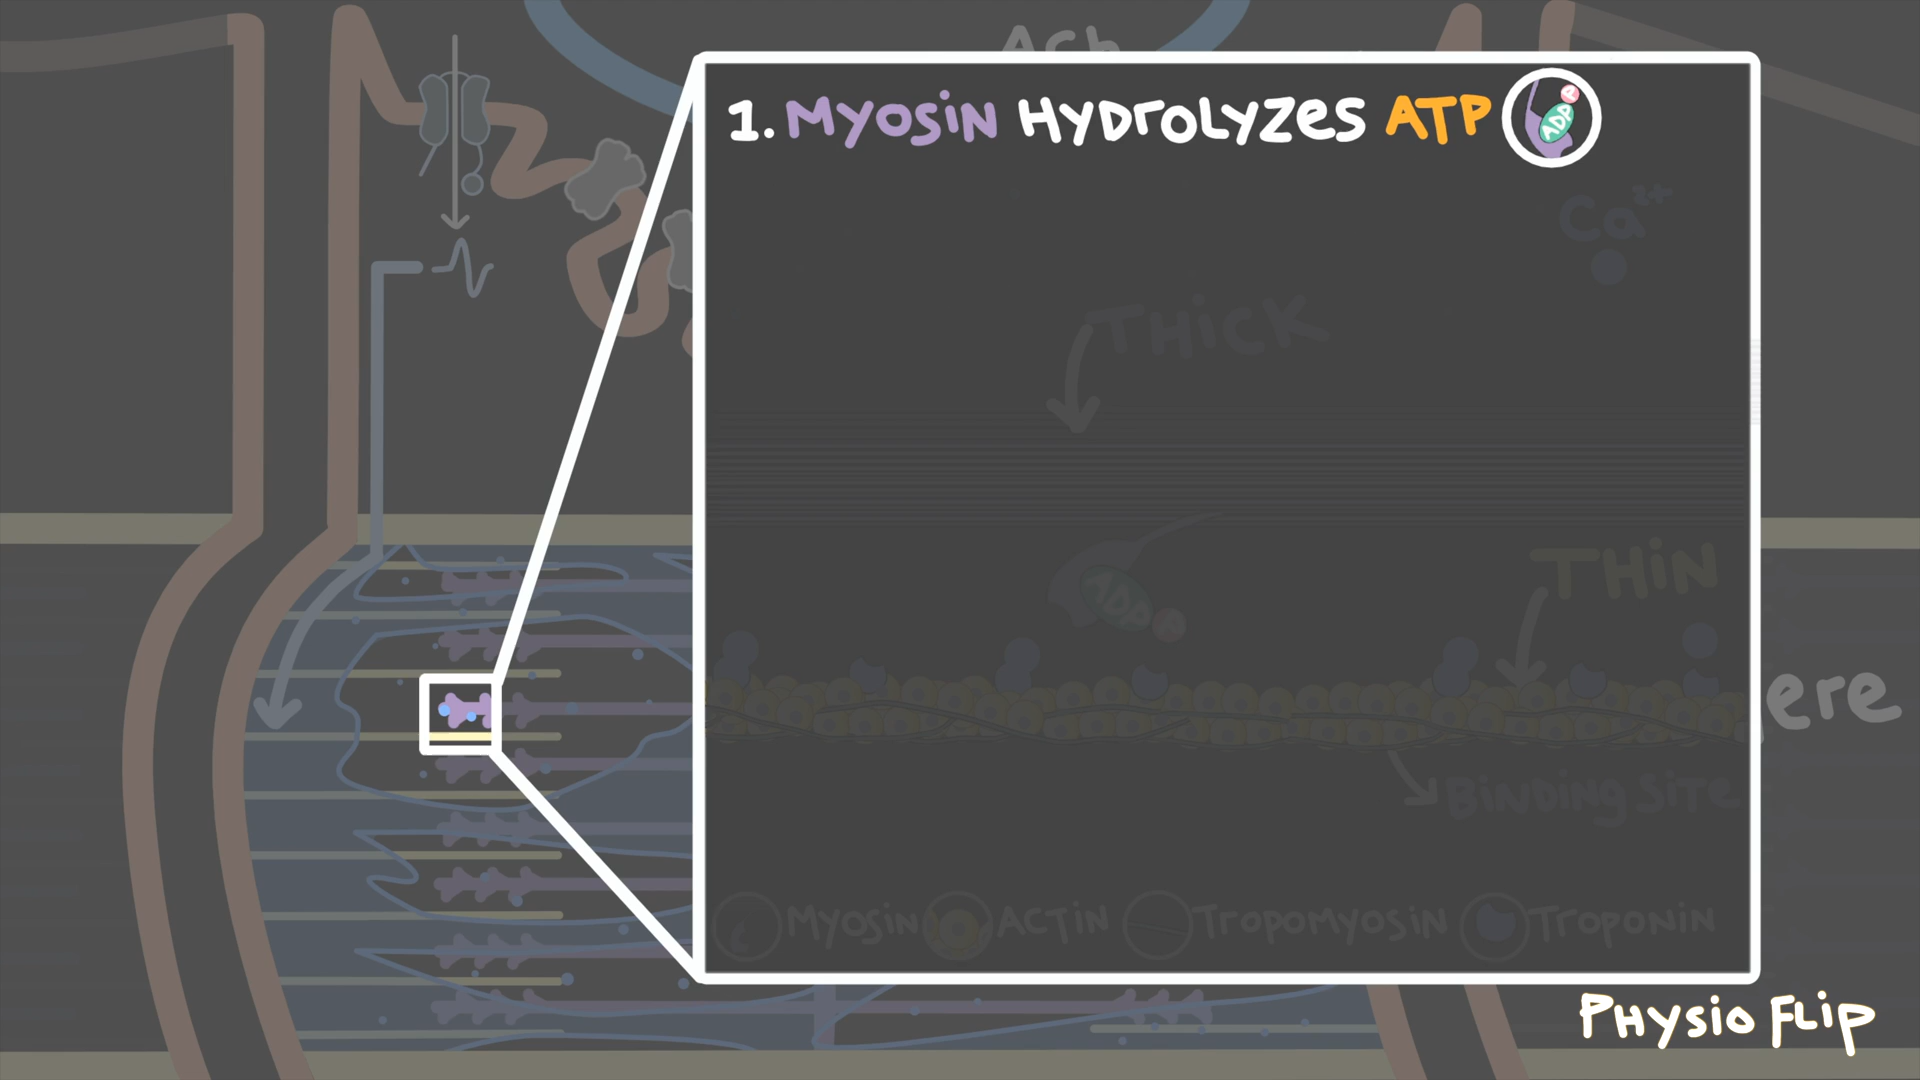 ACh
1. Myosin Hydrolyzes ATP
ADP P
Ca²⁺
THick
THiN
ADP P
ere
BiNDiNg SiTe
Myosin ACTiN TropoMyosiN TropoNiN
PHysio FLip